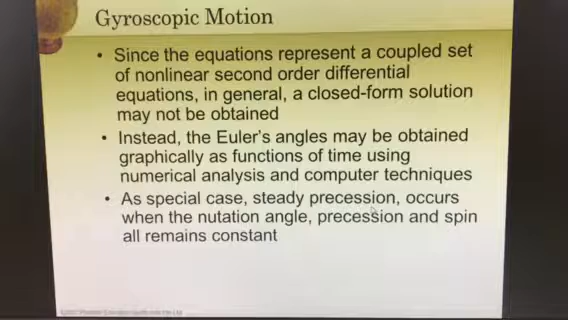 Gyroscopic Motion
• Since the equations represent a coupled set
of nonlinear second order differential
equations, in general, a closed-form solution
may not be obtained
• Instead, the Euler's angles may be obtained
graphically as functions of time using
numerical analysis and computer techniques
• As special case, steady precession, occurs
when the nutation angle, precession and spin
all remains constant